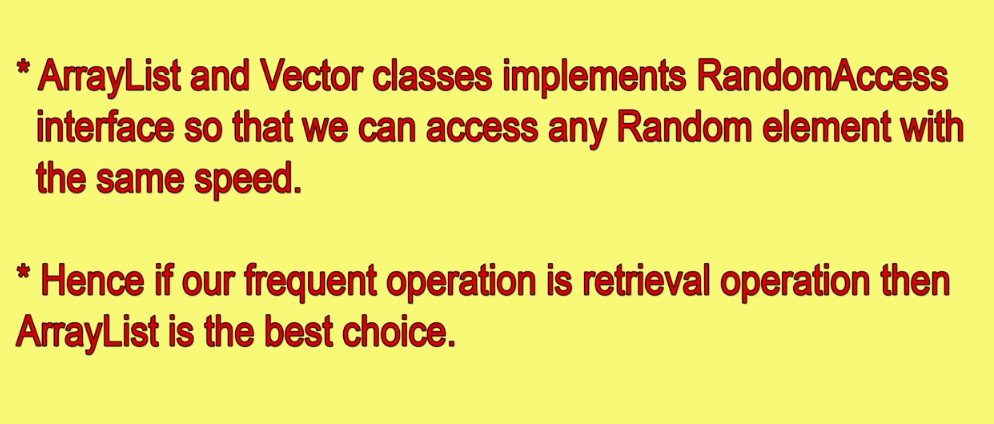 * ArrayList and Vector classes implements RandomAccess
interface so that we can access any Random element with
the same speed.
* Hence if our frequent operation is retrieval operation then
ArrayList is the best choice.